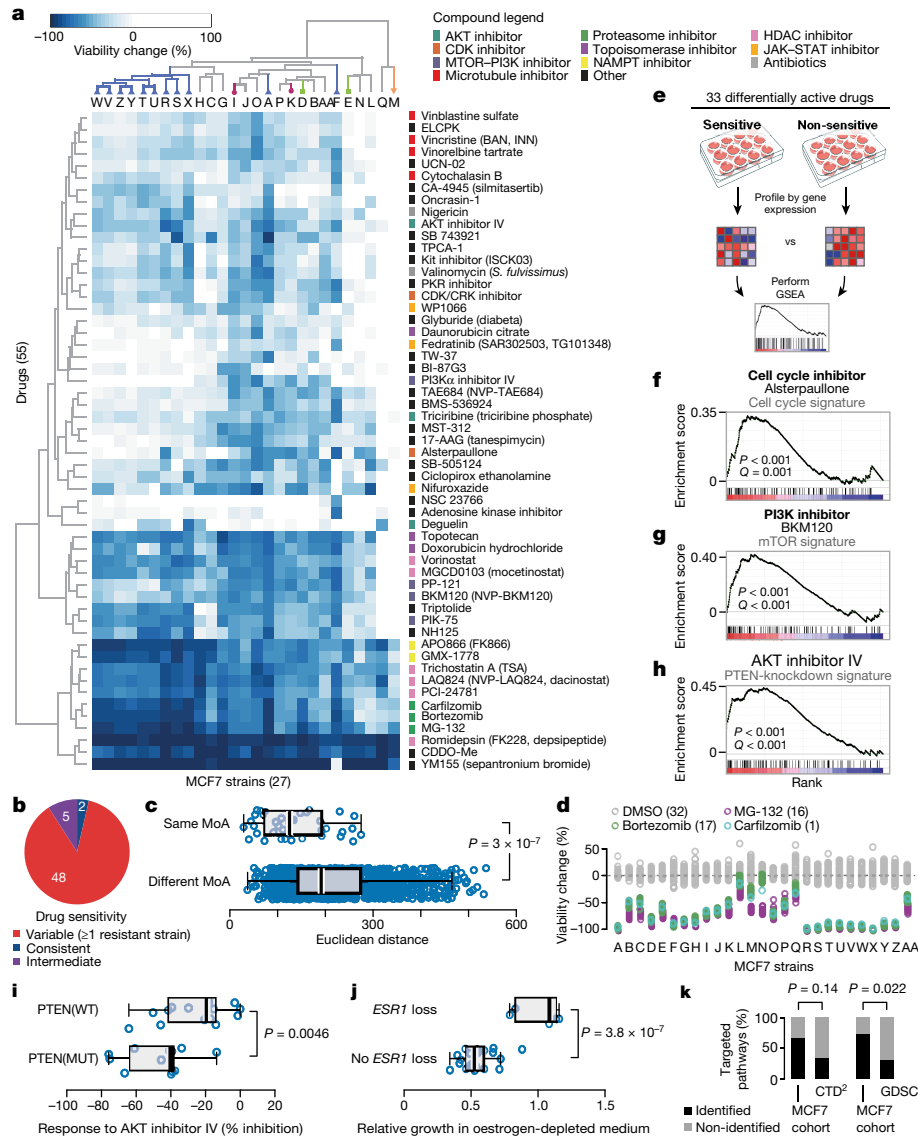 a
−100 0 100
Viability change (%)
Compound legend
AKT inhibitor
CDK inhibitor
MTOR–PI3K inhibitor
Microtubule inhibitor
Proteasome inhibitor
Topoisomerase inhibitor
NAMPT inhibitor
Other
HDAC inhibitor
JAK–STAT inhibitor
Antibiotics
W V Z Y T U R S X H C G I J O A P K D B AA F E N L Q M
Drugs (55)
Vinblastine sulfate
ELCPK
Vincristine (BAN, INN)
Vinorelbine tartrate
UCN-02
Cytochalasin B
CA-4945 (silmitasertib)
Oncrasin-1
Nigericin
AKT inhibitor IV
SB 743921
TPCA-1
Kit inhibitor (ISCK03)
Valinomycin (S. fulvissimus)
PKR inhibitor
CDK/CRK inhibitor
WP1066
Glyburide (diabeta)
Daunorubicin citrate
Fedratinib (SAR302503, TG101348)
TW-37
BI-87G3
PI3Kα inhibitor IV
TAE684 (NVP-TAE684)
BMS-536924
Triciribine (triciribine phosphate)
MST-312
17-AAG (tanespimycin)
Alsterpaullone
SB-505124
Ciclopirox ethanolamine
Nifuroxazide
NSC 23766
Adenosine kinase inhibitor
Deguelin
Topotecan
Doxorubicin hydrochloride
Vorinostat
MGCD0103 (mocetinostat)
PP-121
BKM120 (NVP-BKM120)
Triptolide
PIK-75
NH125
APO866 (FK866)
GMX-1778
Trichostatin A (TSA)
LAQ824 (NVP-LAQ824, dacinostat)
PCI-24781
Carfilzomb
Bortezomib
MG-132
Romidepsin (FK228, depsipeptide)
CDDO-Me
YM155 (sepantronium bromide)
MCF7 strains (27)
e
33 differentially active drugs
Sensitive Non-sensitive
Profile by gene
expression
vs
Perform
GSEA
f
Cell cycle inhibitor
Alsterpaullone
Cell cycle signature
Enrichment score
0.35
0
P < 0.001
Q = 0.001
g
PI3K inhibitor
BKM120
mTOR signature
Enrichment score
0.40
0
P < 0.001
Q < 0.001
h
AKT inhibitor IV
PTEN-knockdown signature
Enrichment score
0.45
0
P < 0.001
Q < 0.001
Rank
b
5
2
48
Drug sensitivity
Variable (≥1 resistant strain)
Consistent
Intermediate
c
Same MoA
Different MoA
P = 3 × 10−7
0 300 600
Euclidean distance
d
DMSO (32)
MG-132 (16)
Bortezomib (17)
Carfilzomb (1)
Viability change (%)
50
0
−50
−100
A B C D E F G H I J K L M N O P Q R S T U V W X Y Z AA
MCF7 strains
i
PTEN(WT)
PTEN(MUT)
P = 0.0046
−100 −80 −60 −40 −20 0 20
Response to AKT inhibitor IV (% inhibition)
j
ESR1 loss
No ESR1 loss
P = 3.8 × 10−7
0 0.5 1.0 1.5
Relative growth in oestrogen-depleted medium
k
P = 0.14 P = 0.022
Targeted
pathways (%)
100
50
0
CTD2 GDSC
MCF7
cohort
MCF7
cohort
Identified
Non-identified